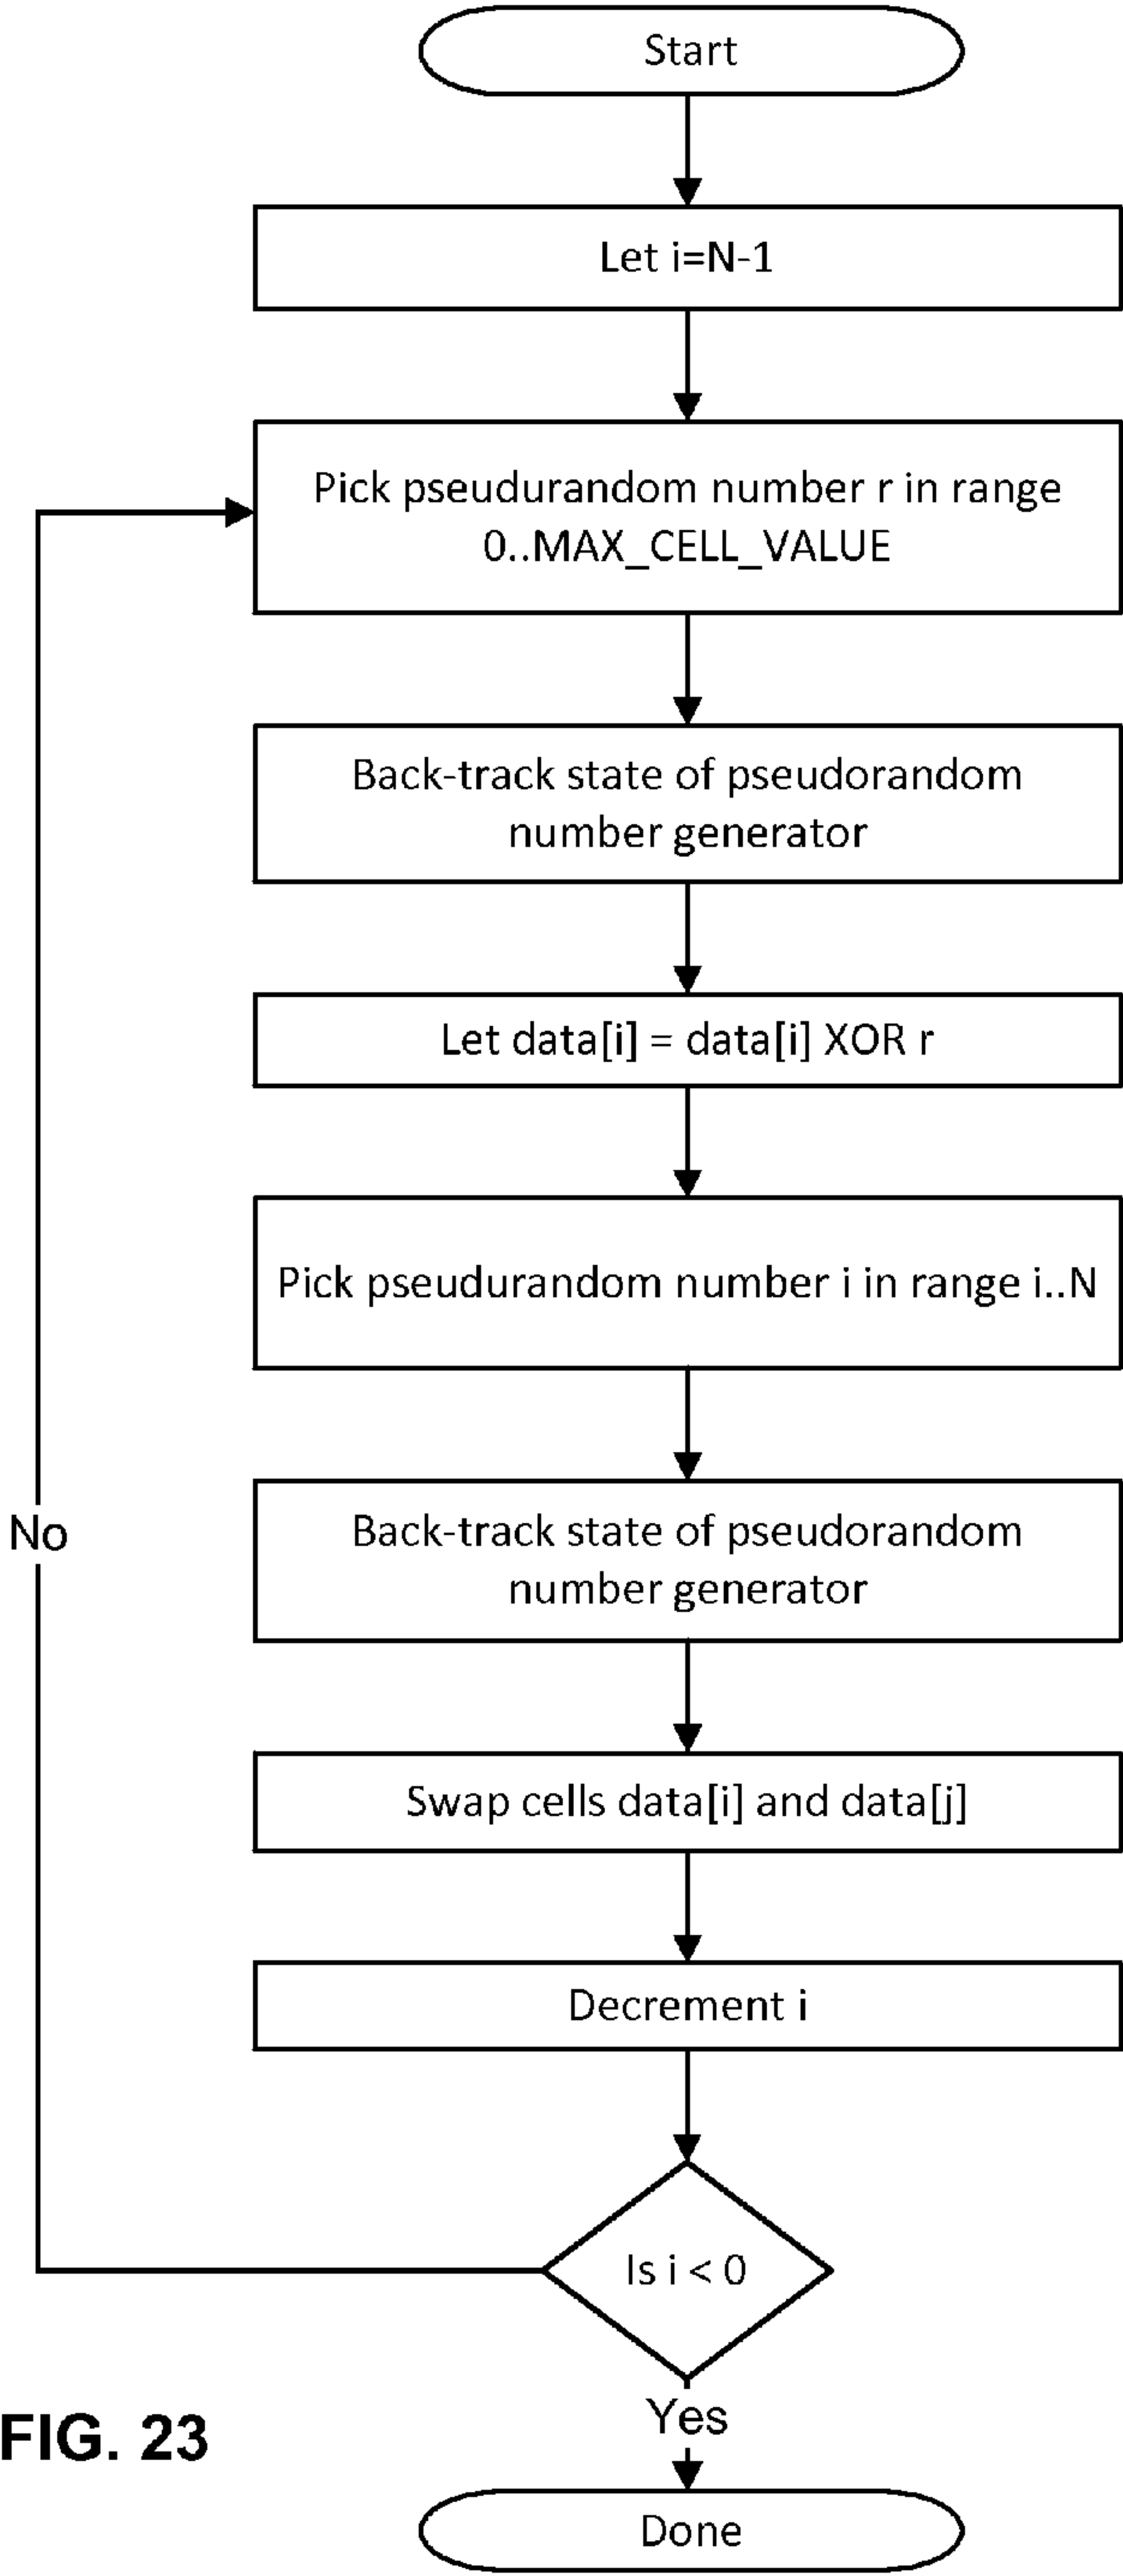 Start
Let i=N-1
Pick pseudurandom number r in range
0..MAX_CELL_VALUE
Back-track state of pseudorandom
number generator
Let data[i] = data[i] XOR r
Pick pseudurandom number i in range i..N
Back-track state of pseudorandom
number generator
No
Swap cells data[i] and data[j]
Decrement i
Is i < 0
Yes
FIG. 23
Done